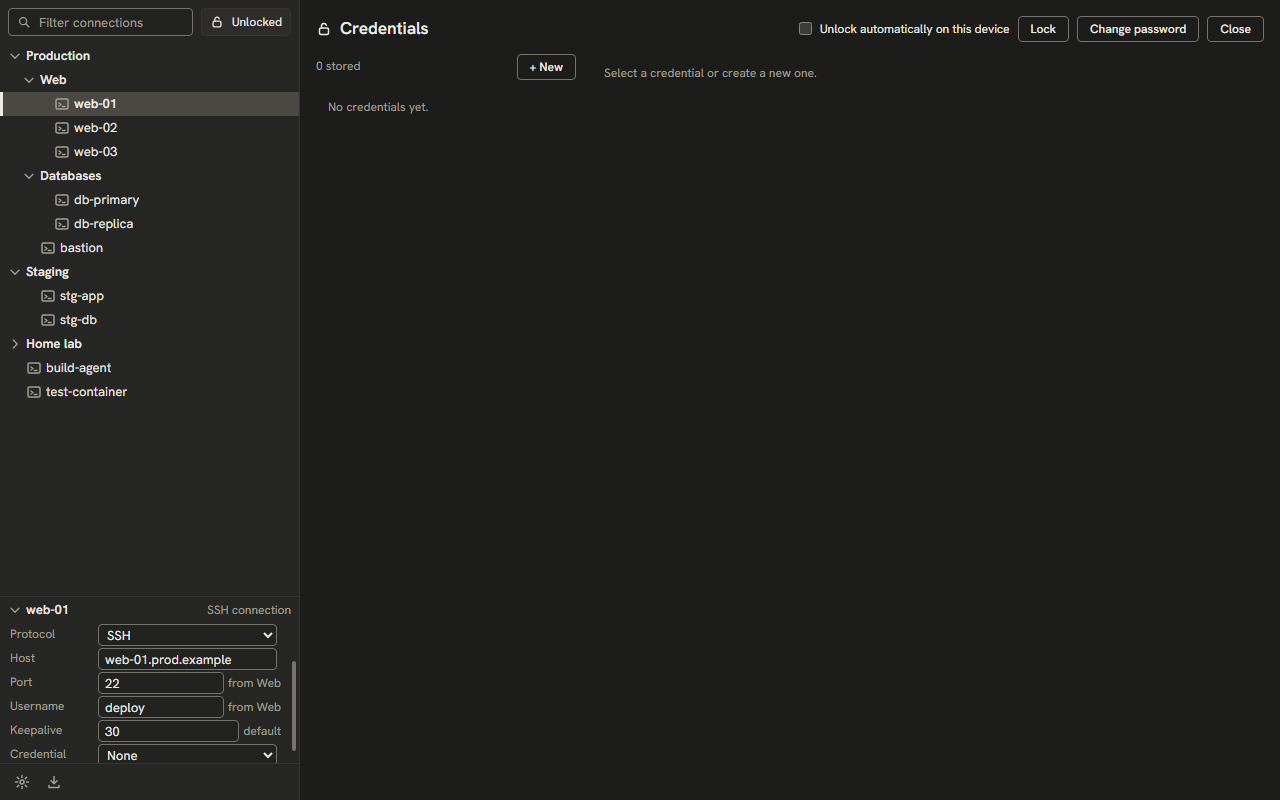 Filter connections
Unlocked
Production
Web
web-01
web-02
web-03
Databases
db-primary
db-replica
bastion
Staging
stg-app
stg-db
Home lab
build-agent
test-container
web-01 SSH connection
Protocol SSH
Host web-01.prod.example
Port 22 from Web
Username deploy from Web
Keepalive 30 default
Credential None
Credentials
Unlock automatically on this device
Lock
Change password
Close
0 stored
+ New
No credentials yet.
Select a credential or create a new one.